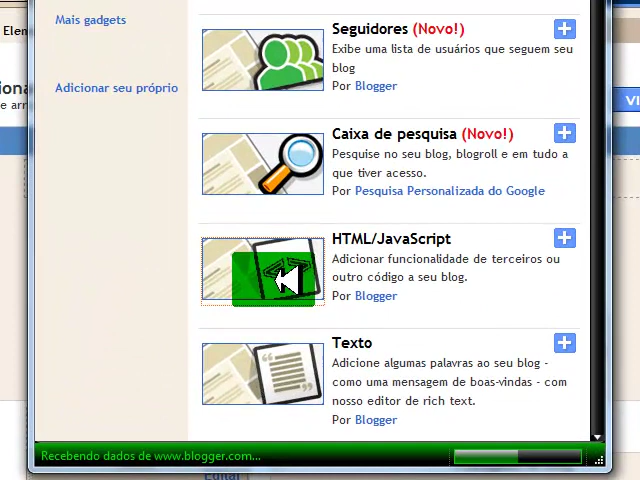 Mais gadgets
Adicionar seu próprio
Seguidores (Novo!)
Exibe uma lista de usuários que seguem seu
blog
Por Blogger
Caixa de pesquisa (Novo!)
Pesquise no seu blog, blogroll e em tudo a
que tiver acesso.
Por Pesquisa Personalizada do Google
HTML/JavaScript
Adicionar funcionalidade de terceiros ou
outro código a seu blog.
Por Blogger
Texto
Adicione algumas palavras ao seu blog -
como uma mensagem de boas-vindas - com
nosso editor de rich text.
Por Blogger
Recebendo dados de www.blogger.com...
Editar